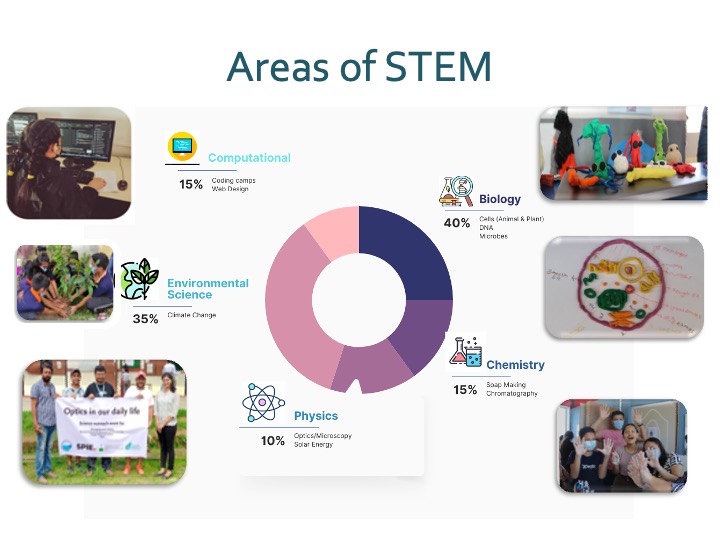 Areas of STEM
Computational
15%
Coding camps
Web Design
Biology
40%
Cells (Animal & Plant)
DNA
Microbes
Environmental
Science
35%
Climate Change
Chemistry
15%
Soap Making
Chromatography
Physics
10%
Optics/Microscopy
Solar Energy
Optics in our daily life
SPIE.